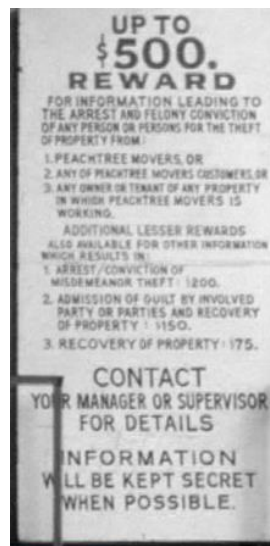 UP TO
$500.
REWARD
FOR INFORMATION LEADING TO
THE ARREST AND FELONY CONVICTION
OF ANY PERSON OR PERSONS FOR THE THEFT
OF PROPERTY FROM:
1. PEACHTREE MOVERS, OR
2. ANY OF PEACHTREE MOVERS CUSTOMERS, OR
3. ANY OWNER OR TENANT OF ANY PROPERTY
IN WHICH PEACHTREE MOVERS IS
WORKING.
ADDITIONAL LESSER REWARDS
ALSO AVAILABLE FOR OTHER INFORMATION
WHICH RESULTS IN:
1. ARREST/CONVICTION OF
MISDEMEANOR THEFT: $200.
2. ADMISSION OF GUILT BY INVOLVED
PARTY OR PARTIES AND RECOVERY
OF PROPERTY : $150.
3. RECOVERY OF PROPERTY: $75.
CONTACT
YOUR MANAGER OR SUPERVISOR
FOR DETAILS
INFORMATION
WILL BE KEPT SECRET
WHEN POSSIBLE.